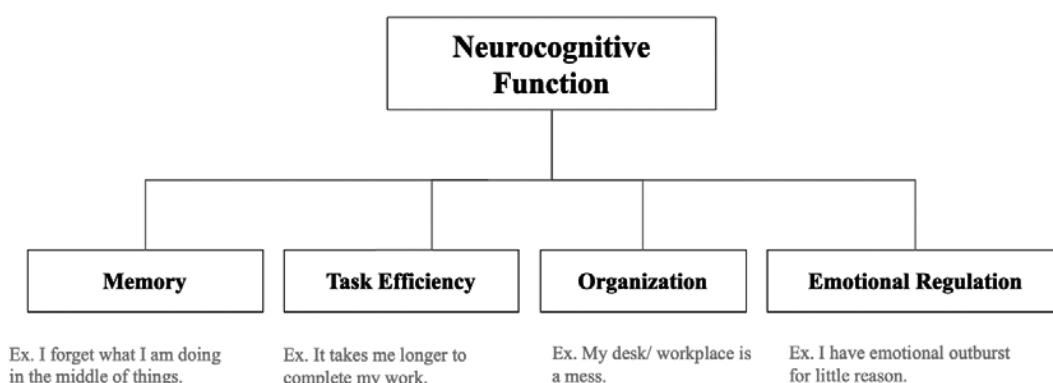 Neurocognitive
Function
Memory
Task Efficiency
Organization
Emotional Regulation
Ex. I forget what I am doing
in the middle of things.
Ex. It takes me longer to
complete my work.
Ex. My desk/ workplace is
a mess.
Ex. I have emotional outburst
for little reason.